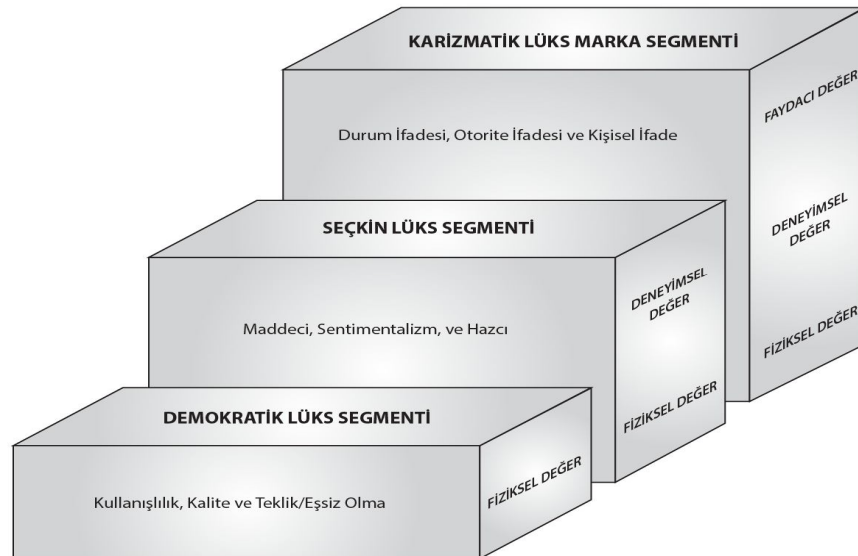 KARİZMATİK LÜKS MARKA SEGMENTİ
Durum İfadesi, Otorite İfadesi ve Kişisel İfade
FAYDACI DEĞER
DENEYİMSEL
DEĞER
FİZİKSEL DEĞER
SEÇKİN LÜKS SEGMENTİ
Maddeci, Sentimentalizm, ve Hazcı
DENEYİMSEL
DEĞER
FİZİKSEL DEĞER
DEMOKRATİK LÜKS SEGMENTİ
Kullanışlılık, Kalite ve Teklik/Eşsiz Olma
FİZİKSEL DEĞER